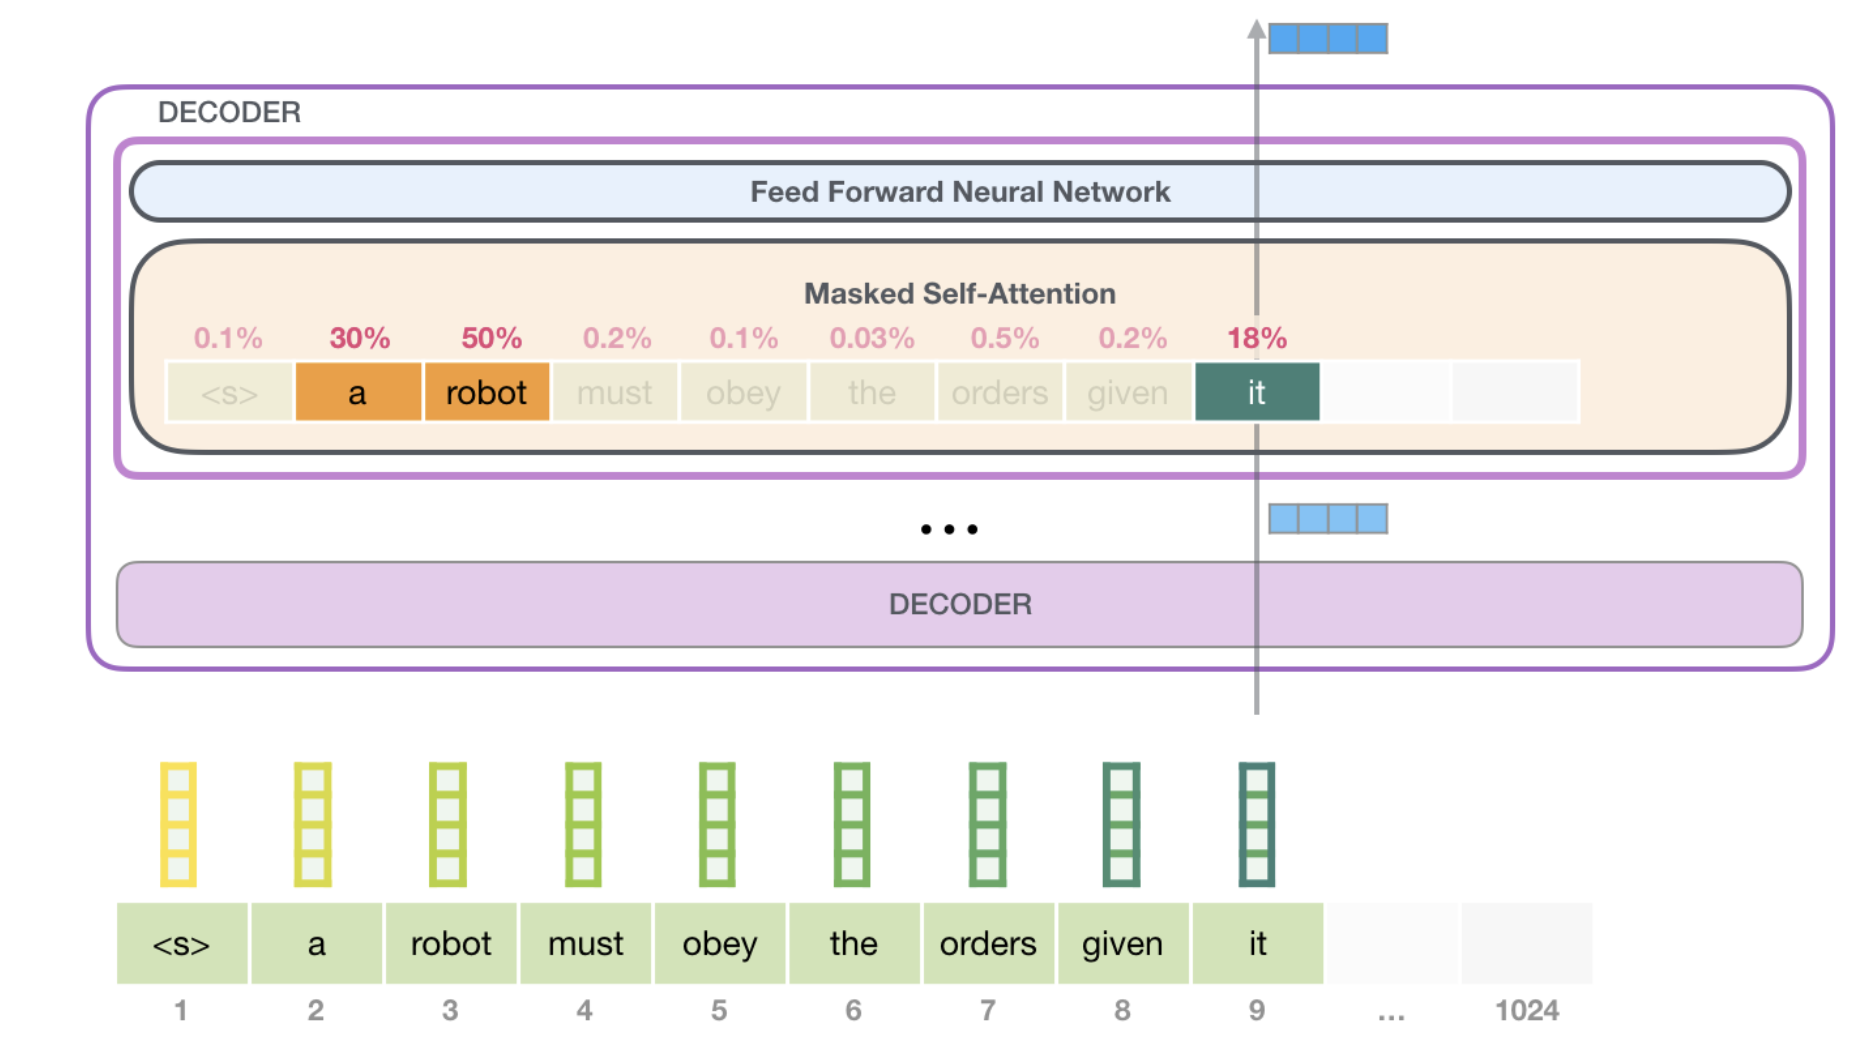 DECODER
Feed Forward Neural Network
Masked Self-Attention
0.1% 30% 50% 0.2% 0.1% 0.03% 0.5% 0.2% 18%
<s> a robot must obey the orders given it
...
DECODER
<s> a robot must obey the orders given it
1 2 3 4 5 6 7 8 9 ... 1024